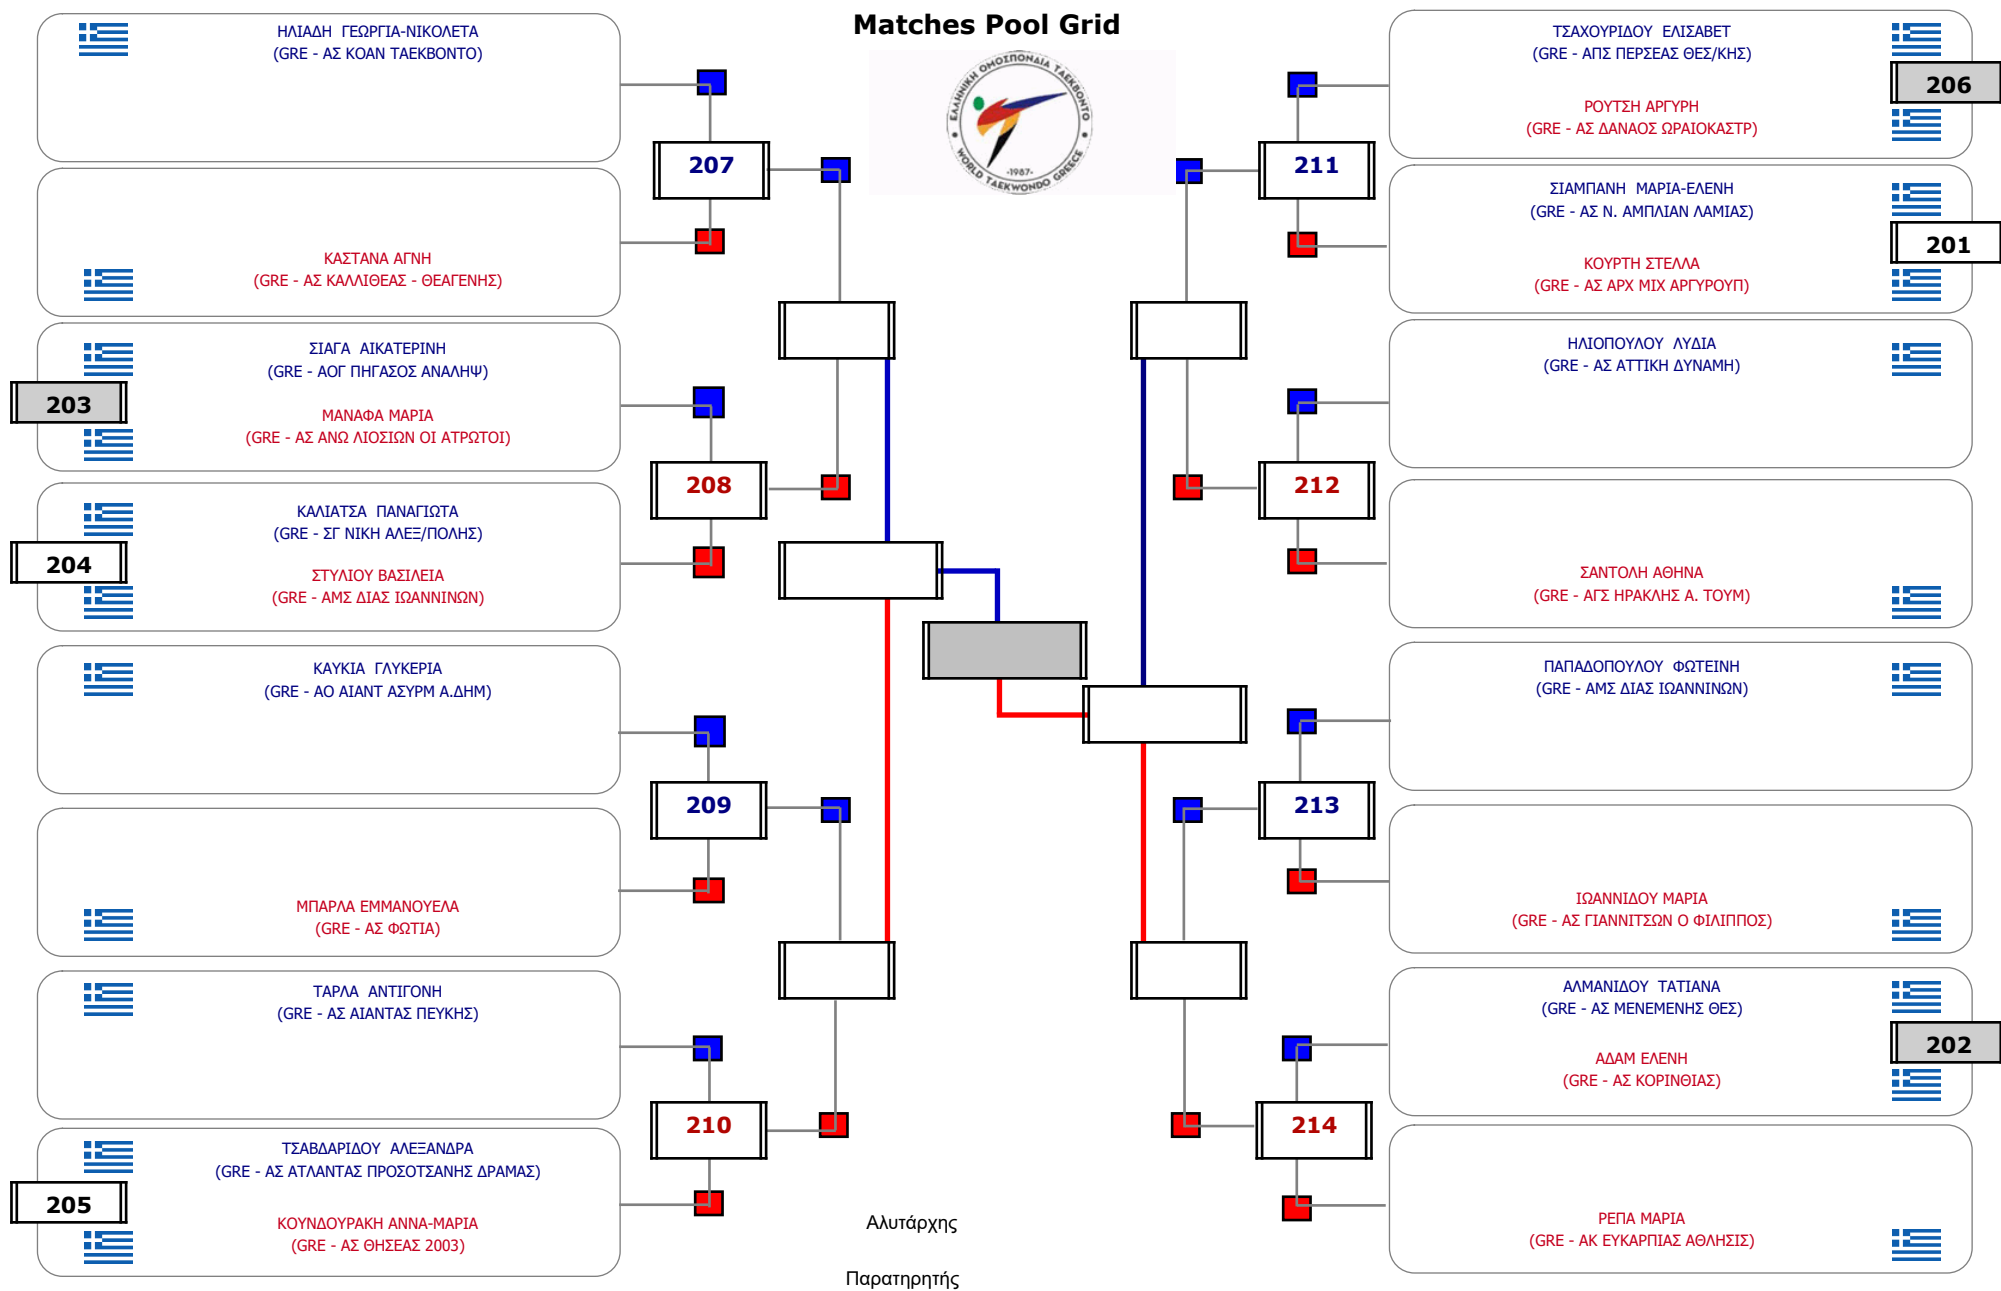 Matches Pool Grid
ΕΛΛΗΝΙΚΗ ΟΜΟΣΠΟΝΔΙΑ ΤΑΕΚΒΟΝΤΟ
-1987-
WORLD TAEKWONDO GREECE
ΗΛΙΑΔΗ ΓΕΩΡΓΙΑ-ΝΙΚΟΛΕΤΑ
(GRE - ΑΣ ΚΟΑΝ ΤΑΕΚΒΟΝΤΟ)
207
ΚΑΣΤΑΝΑ ΑΓΝΗ
(GRE - ΑΣ ΚΑΛΛΙΘΕΑΣ - ΘΕΑΓΕΝΗΣ)
ΣΙΑΓΑ ΑΙΚΑΤΕΡΙΝΗ
(GRE - ΑΟΓ ΠΗΓΑΣΟΣ ΑΝΑΛΗΨ)
203
ΜΑΝΑΦΑ ΜΑΡΙΑ
(GRE - ΑΣ ΑΝΩ ΛΙΟΣΙΩΝ ΟΙ ΑΤΡΩΤΟΙ)
208
ΚΑΛΙΑΤΣΑ ΠΑΝΑΓΙΩΤΑ
(GRE - ΣΓ ΝΙΚΗ ΑΛΕΞ/ΠΟΛΗΣ)
204
ΣΤΥΛΙΟΥ ΒΑΣΙΛΕΙΑ
(GRE - ΑΜΣ ΔΙΑΣ ΙΩΑΝΝΙΝΩΝ)
ΚΑΥΚΙΑ ΓΛΥΚΕΡΙΑ
(GRE - ΑΟ ΑΙΑΝΤ ΑΣΥΡΜ Α.ΔΗΜ)
209
ΜΠΑΡΛΑ ΕΜΜΑΝΟΥΕΛΑ
(GRE - ΑΣ ΦΩΤΙΑ)
ΤΑΡΛΑ ΑΝΤΙΓΟΝΗ
(GRE - ΑΣ ΑΙΑΝΤΑΣ ΠΕΥΚΗΣ)
210
ΤΣΑΒΔΑΡΙΔΟΥ ΑΛΕΞΑΝΔΡΑ
(GRE - ΑΣ ΑΤΛΑΝΤΑΣ ΠΡΟΣΟΤΣΑΝΗΣ ΔΡΑΜΑΣ)
205
ΚΟΥΝΔΟΥΡΑΚΗ ΑΝΝΑ-ΜΑΡΙΑ
(GRE - ΑΣ ΘΗΣΕΑΣ 2003)
ΤΣΑΧΟΥΡΙΔΟΥ ΕΛΙΣΑΒΕΤ
(GRE - ΑΠΣ ΠΕΡΣΕΑΣ ΘΕΣ/ΚΗΣ)
206
ΡΟΥΤΣΗ ΑΡΓΥΡΗ
(GRE - ΑΣ ΔΑΝΑΟΣ ΩΡΑΙΟΚΑΣΤΡ)
211
ΣΙΑΜΠΑΝΗ ΜΑΡΙΑ-ΕΛΕΝΗ
(GRE - ΑΣ Ν. ΑΜΠΛΙΑΝ ΛΑΜΙΑΣ)
201
ΚΟΥΡΤΗ ΣΤΕΛΛΑ
(GRE - ΑΣ ΑΡΧ ΜΙΧ ΑΡΓΥΡΟΥΠ)
ΗΛΙΟΠΟΥΛΟΥ ΛΥΔΙΑ
(GRE - ΑΣ ΑΤΤΙΚΗ ΔΥΝΑΜΗ)
212
ΣΑΝΤΟΛΗ ΑΘΗΝΑ
(GRE - ΑΓΣ ΗΡΑΚΛΗΣ Α. ΤΟΥΜ)
ΠΑΠΑΔΟΠΟΥΛΟΥ ΦΩΤΕΙΝΗ
(GRE - ΑΜΣ ΔΙΑΣ ΙΩΑΝΝΙΝΩΝ)
213
ΙΩΑΝΝΙΔΟΥ ΜΑΡΙΑ
(GRE - ΑΣ ΓΙΑΝΝΙΤΣΩΝ Ο ΦΙΛΙΠΠΟΣ)
ΑΛΜΑΝΙΔΟΥ ΤΑΤΙΑΝΑ
(GRE - ΑΣ ΜΕΝΕΜΕΝΗΣ ΘΕΣ)
202
ΑΔΑΜ ΕΛΕΝΗ
(GRE - ΑΣ ΚΟΡΙΝΘΙΑΣ)
214
ΡΕΠΑ ΜΑΡΙΑ
(GRE - ΑΚ ΕΥΚΑΡΠΙΑΣ ΑΘΛΗΣΙΣ)
Αλυτάρχης
Παρατηρητής